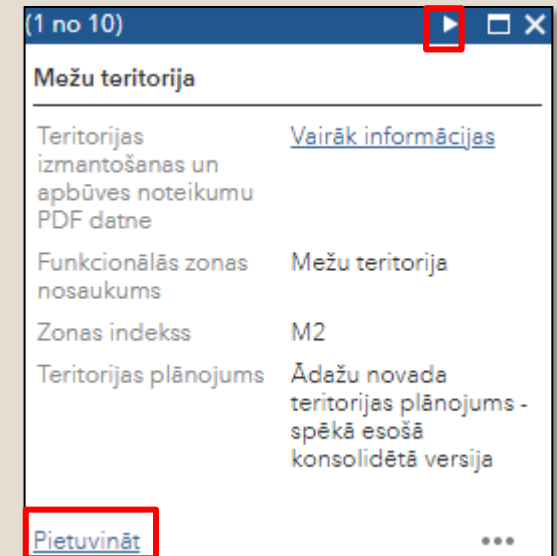 (1 no 10)
Mežu teritorija
Teritorijas
izmantošanas un
apbūves noteikumu
PDF datne
Vairāk informācijas
Funkcionālās zonas
nosaukums
Mežu teritorija
Zonas indekss
M2
Teritorijas plānojums
Ādažu novada
teritorijas plānojums -
spēkā esošā
konsolidētā versija
Pietuvināt